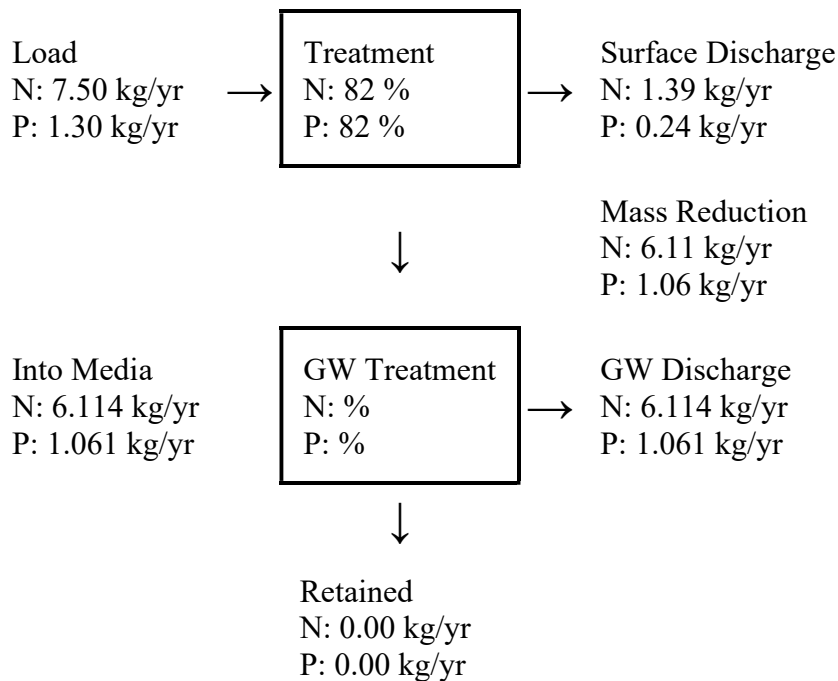 Load
N: 7.50 kg/yr
P: 1.30 kg/yr
→
Treatment
N: 82 %
P: 82 %
→
Surface Discharge
N: 1.39 kg/yr
P: 0.24 kg/yr
↓
Mass Reduction
N: 6.11 kg/yr
P: 1.06 kg/yr
Into Media
N: 6.114 kg/yr
P: 1.061 kg/yr
GW Treatment
N: %
P: %
→
GW Discharge
N: 6.114 kg/yr
P: 1.061 kg/yr
↓
Retained
N: 0.00 kg/yr
P: 0.00 kg/yr